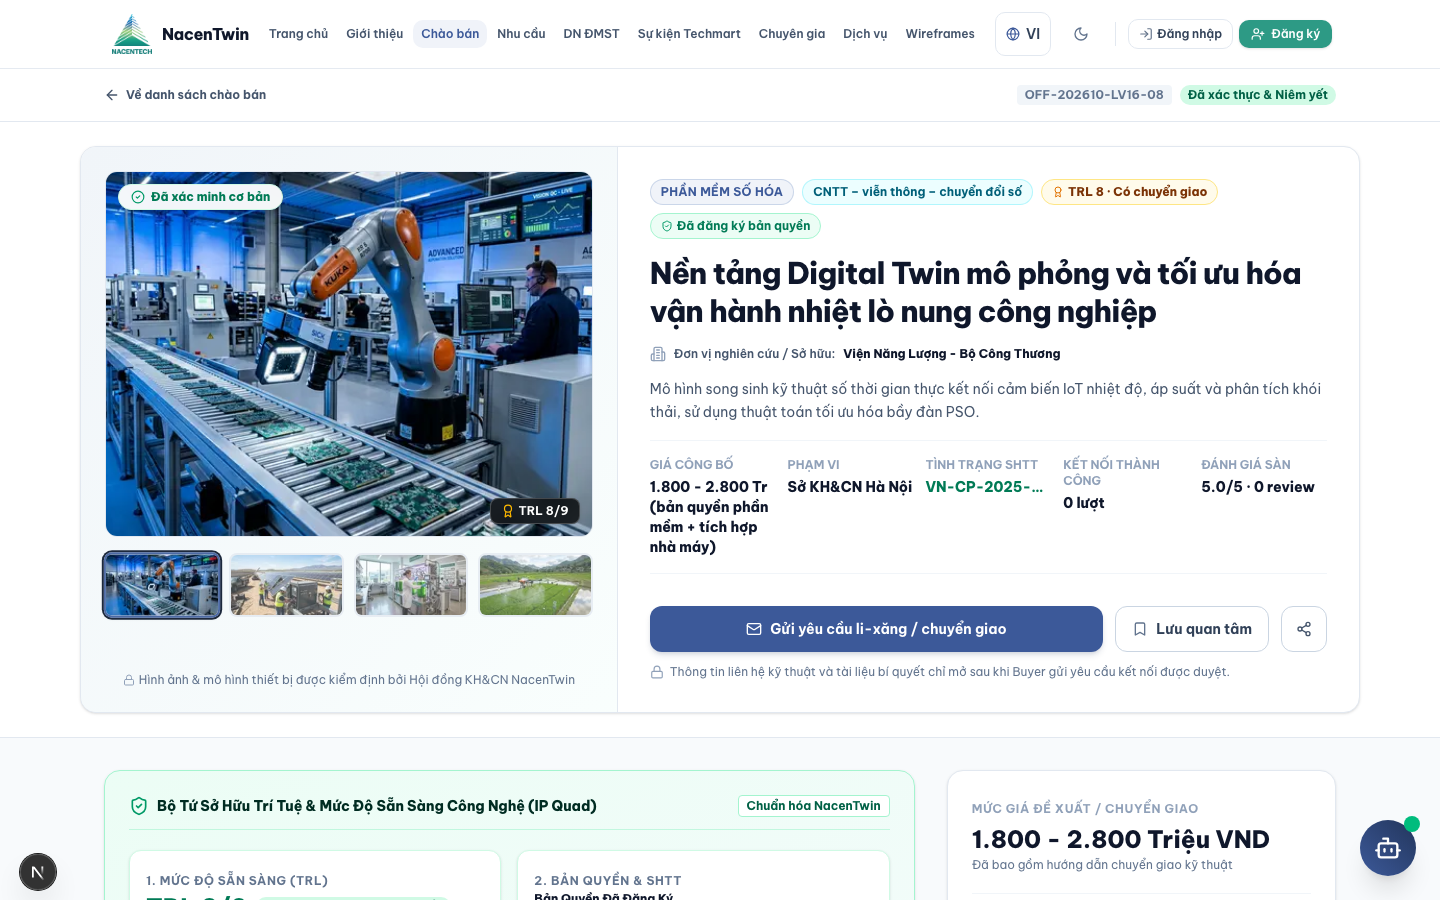 NACENTECH
NacenTwin
Trang chủ
Giới thiệu
Chào bán
Nhu cầu
DN ĐMST
Sự kiện Techmart
Chuyên gia
Dịch vụ
Wireframes
VI
Đăng nhập
Đăng ký
Về danh sách chào bán
OFF-202610-LV16-08
Đã xác thực & Niêm yết
Đã xác minh cơ bản
VISION QC - LIVE
ADVANCED
KUKA
SICK
TRL 8/9
Hình ảnh & mô hình thiết bị được kiểm định bởi Hội đồng KH&CN NacenTwin
PHẦN MỀM SỐ HÓA
CNTT – viễn thông – chuyển đổi số
TRL 8 · Có chuyển giao
Đã đăng ký bản quyền
Nền tảng Digital Twin mô phỏng và tối ưu hóa
vận hành nhiệt lò nung công nghiệp
Đơn vị nghiên cứu / Sở hữu: Viện Năng Lượng - Bộ Công Thương
Mô hình song sinh kỹ thuật số thời gian thực kết nối cảm biến IoT nhiệt độ, áp suất và phân tích khói
thải, sử dụng thuật toán tối ưu hóa bầy đàn PSO.
GIÁ CÔNG BỐ
1.800 - 2.800 Tr
(bản quyền phần
mềm + tích hợp
nhà máy)
PHẠM VI
Sở KH&CN Hà Nội
TÌNH TRẠNG SHTT
VN-CP-2025-...
KẾT NỐI THÀNH
CÔNG
0 lượt
ĐÁNH GIÁ SÀN
5.0/5 · 0 review
Gửi yêu cầu li-xăng / chuyển giao
Lưu quan tâm
Thông tin liên hệ kỹ thuật và tài liệu bí quyết chỉ mở sau khi Buyer gửi yêu cầu kết nối được duyệt.
Bộ Tứ Sở Hữu Trí Tuệ & Mức Độ Sẵn Sàng Công Nghệ (IP Quad)
Chuẩn hóa NacenTwin
1. MỨC ĐỘ SẴN SÀNG (TRL)
TRL 8/9
2. BẢN QUYỀN & SHTT
Bản Quyền Đã Đăng Ký
MỨC GIÁ ĐỀ XUẤT / CHUYỂN GIAO
1.800 - 2.800 Triệu VND
Đã bao gồm hướng dẫn chuyển giao kỹ thuật
N